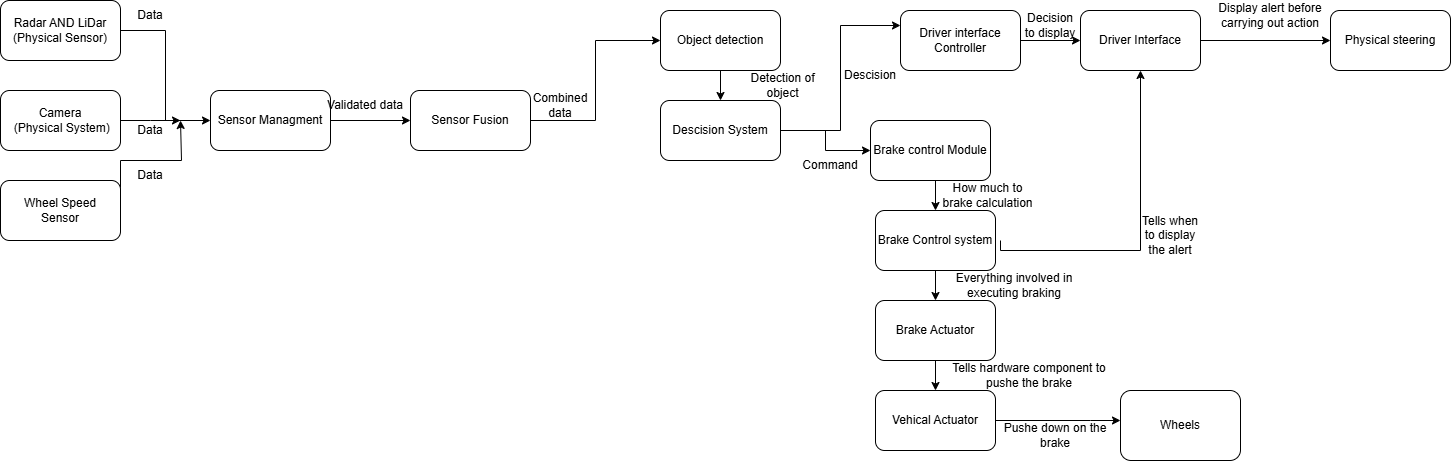 Radar AND LiDar
(Physical Sensor)
Data
Camera
(Physical System)
Data
Wheel Speed
Sensor
Data
Sensor Managment
Validated data
Sensor Fusion
Combined
data
Object detection
Detection of
object
Descision System
Descision
Command
Driver interface
Controller
Decision
to display
Driver Interface
Display alert before
carrying out action
Physical steering
Brake control Module
How much to
brake calculation
Brake Control system
Tells when
to display
the alert
Everything involved in
executing braking
Brake Actuator
Tells hardware component to
pushe the brake
Vehical Actuator
Pushe down on the
brake
Wheels